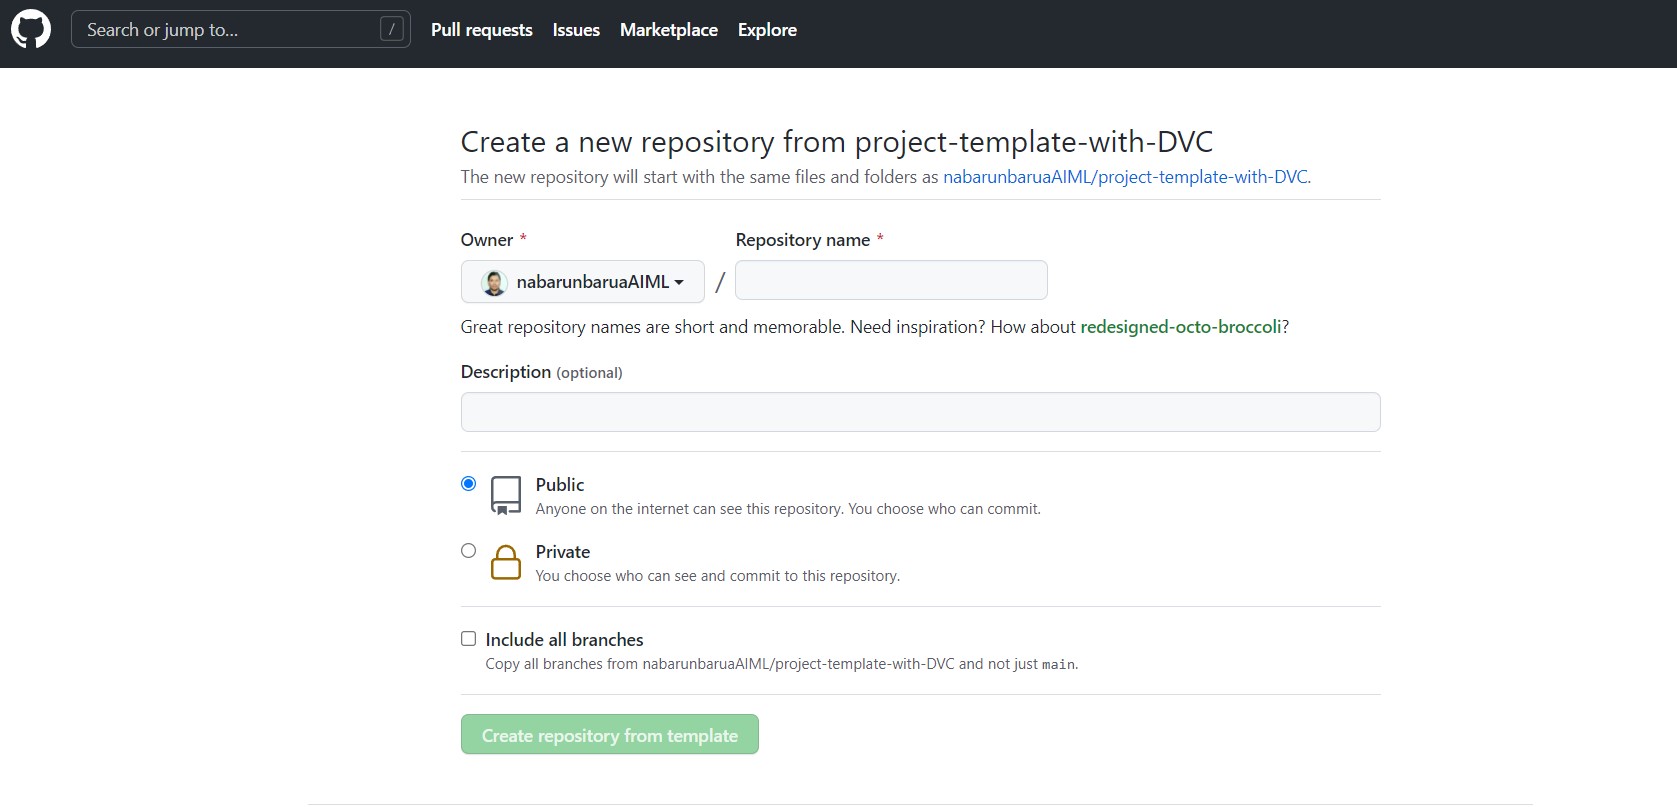 Search or jump to... /
Pull requests Issues Marketplace Explore
Create a new repository from project-template-with-DVC
The new repository will start with the same files and folders as nabarunbaruaAIML/project-template-with-DVC.
Owner * Repository name *
nabarunbaruaAIML /
Great repository names are short and memorable. Need inspiration? How about redesigned-octo-broccoli?
Description (optional)
Public
Anyone on the internet can see this repository. You choose who can commit.
Private
You choose who can see and commit to this repository.
Include all branches
Copy all branches from nabarunbaruaAIML/project-template-with-DVC and not just main.
Create repository from template